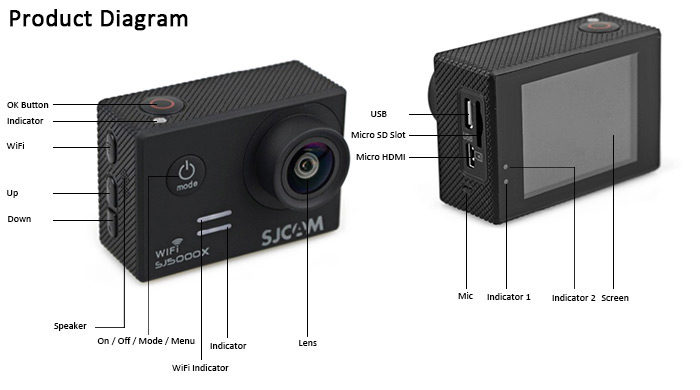 Product Diagram
OK Button
Indicator
WiFi
Up
Down
Speaker
On / Off / Mode / Menu
WiFi Indicator
Indicator
Lens
mode
WiFi
SJ5000X
SJCAM
USB
Micro SD Slot
Micro HDMI
Mic
Indicator 1
Indicator 2
Screen